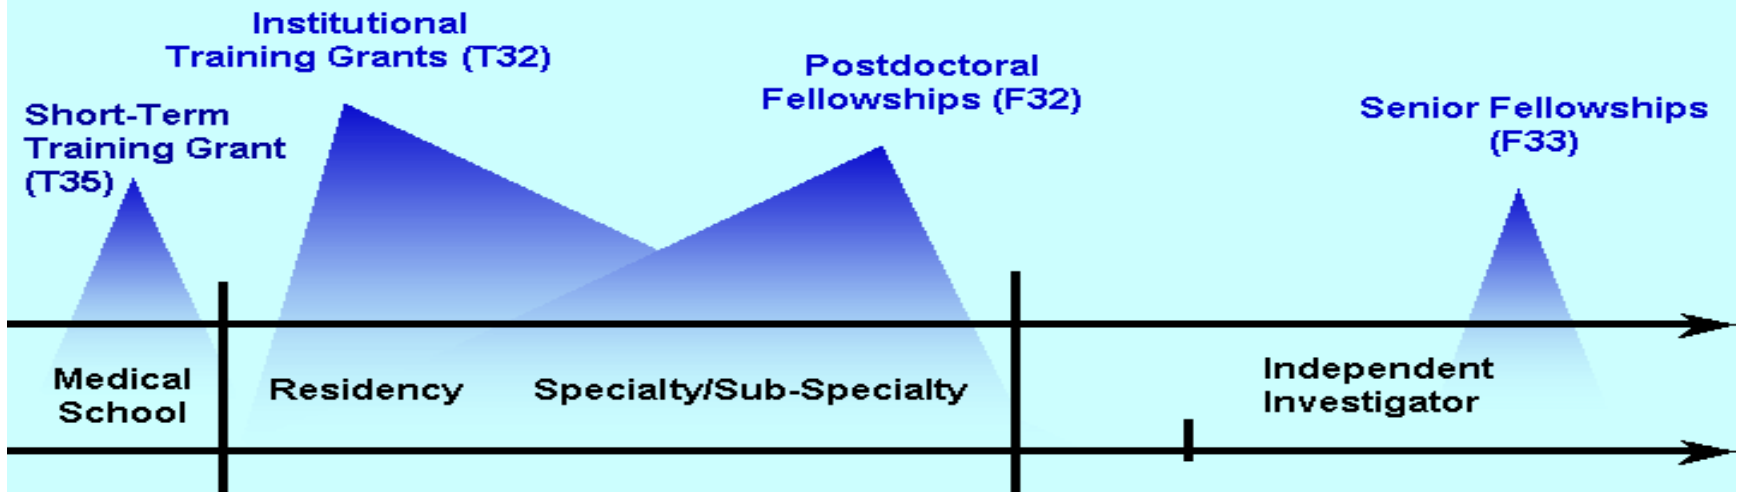 Institutional
Training Grants (T32)
Postdoctoral
Fellowships (F32)
Short-Term
Training Grant
(T35)
Senior Fellowships
(F33)
Medical
School
Residency
Specialty/Sub-Specialty
Independent
Investigator